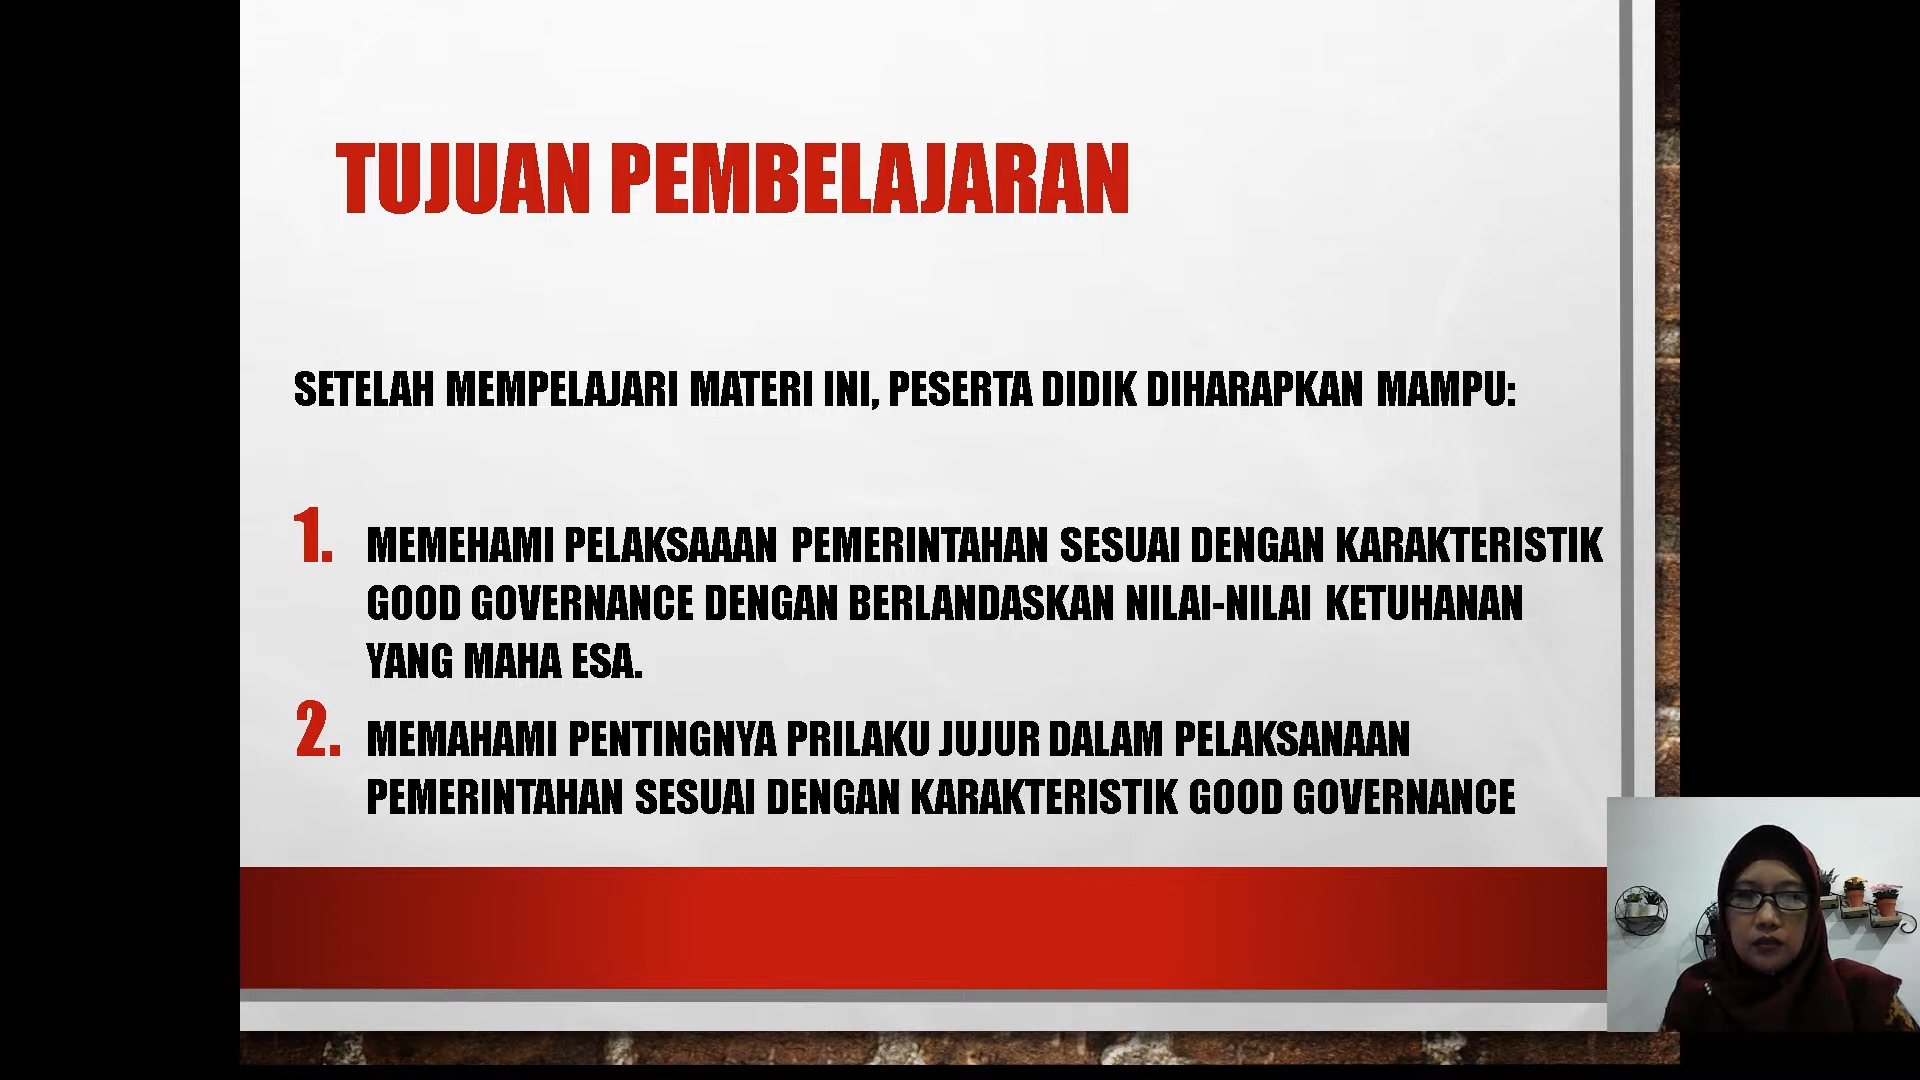 TUJUAN PEMBELAJARAN
SETELAH MEMPELAJARI MATERI INI, PESERTA DIDIK DIHARAPKAN MAMPU:
1. MEMEHAMI PELAKSAAAN PEMERINTAHAN SESUAI DENGAN KARAKTERISTIK
GOOD GOVERNANCE DENGAN BERLANDASKAN NILAI-NILAI KETUHANAN
YANG MAHA ESA.
2. MEMAHAMI PENTINGNYA PRILAKU JUJUR DALAM PELAKSANAAN
PEMERINTAHAN SESUAI DENGAN KARAKTERISTIK GOOD GOVERNANCE